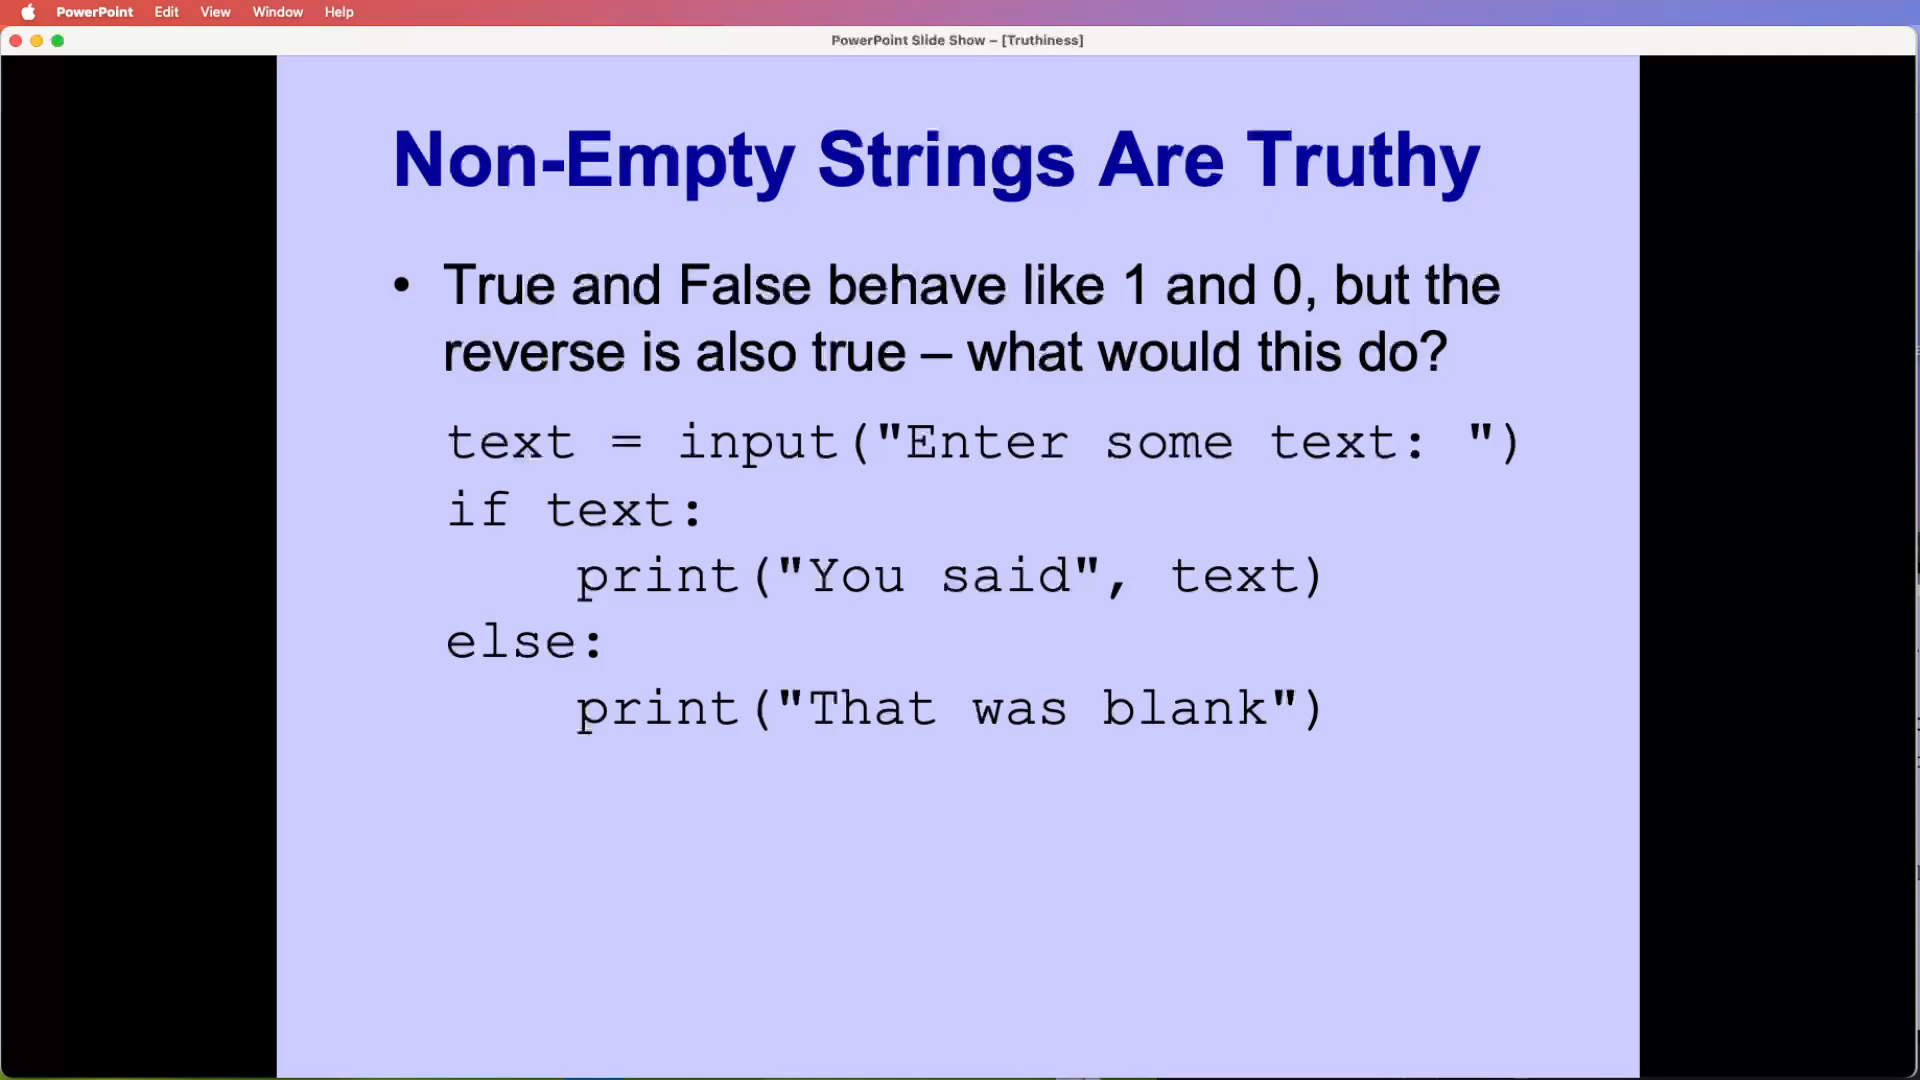 PowerPoint Edit View Window Help
PowerPoint Slide Show – [Truthiness]
Non-Empty Strings Are Truthy
• True and False behave like 1 and 0, but the
reverse is also true – what would this do?
text = input("Enter some text: ")
if text:
    print("You said", text)
else:
    print("That was blank")